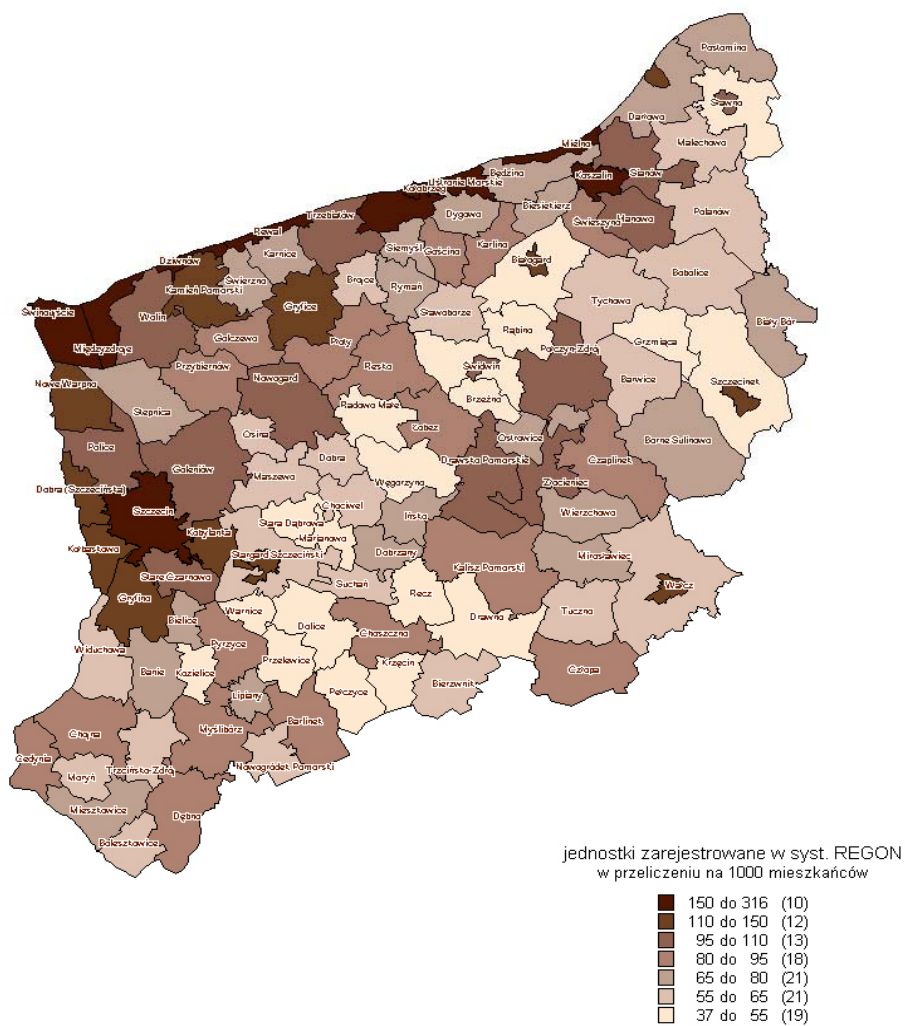 Postomino
Sławno
Darłowo
Malechowo
Mielno
Będzino
Ustronie Morskie
Kołobrzeg
Koszalin
Sianów
Trzebiatów
Dygowo
Biesiekierz
Polanów
Rewal
Siemyśl
Gościno
Karlino
Świeszyno
Manowo
Dziwnów
Karnice
Białogard
Bobolice
Kamień Pomorski
Świerzno
Brojce
Rymań
Tychowo
Świnoujście
Wolin
Gryfice
Sławoborze
Biały Bór
Międzyzdroje
Golczewo
Płoty
Rąbino
Grzmiąca
Przybiernów
Resko
Świdwin
Połczyn-Zdrój
Barwice
Szczecinek
Nowe Warpno
Nowogard
Brzeżno
Stepnica
Radowo Małe
Łobez
Osina
Ostrowice
Borne Sulinowo
Police
Goleniów
Dobra
Drawsko Pomorskie
Czaplinek
Maszewo
Węgorzyno
Złocieniec
Dobra (Szczecińska)
Szczecin
Chociwel
Ińsko
Wierzchowo
Kobylanka
Stara Dąbrowa
Marianowo
Kołbaskowo
Stargard Szczeciński
Dobrzany
Mirosławiec
Kalisz Pomorski
Stare Czarnowo
Suchań
Wałcz
Gryfino
Recz
Bielice
Warnice
Dolice
Drawno
Tuczno
Widuchowa
Pyrzyce
Choszczno
Banie
Kozielice
Przelewice
Krzęcin
Bierzwnik
Człopa
Lipiany
Pełczyce
Chojna
Myślibórz
Barlinek
Cedynia
Moryń
Trzcińsko-Zdrój
Nowogródek Pomorski
Mieszkowice
Dębno
Boleszkowice
jednostki zarejestrowane w syst. REGON
w przeliczeniu na 1000 mieszkańców
150 do 316 (10)
110 do 150 (12)
95 do 110 (13)
80 do 95 (18)
65 do 80 (21)
55 do 65 (21)
37 do 55 (19)